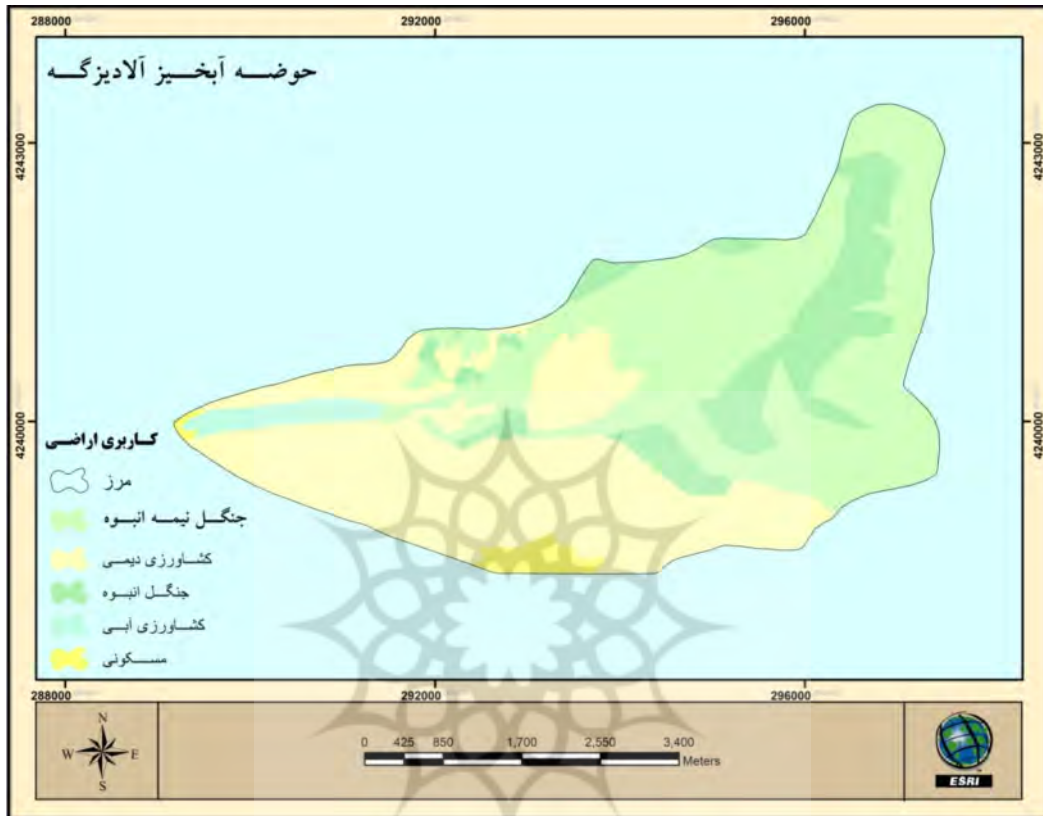 288000 292000 296000
حوضه آبخیز آلادیزگه
4243000 4243000
4240000 4240000
کاربری اراضی
مرز
جنگل نیمه انبوه
کشاورزی دیمی
جنگل انبوه
کشاورزی آبی
مسکونی
288000 292000 296000
N
W E
S
0 425 850 1,700 2,550 3,400
Meters
ESRI